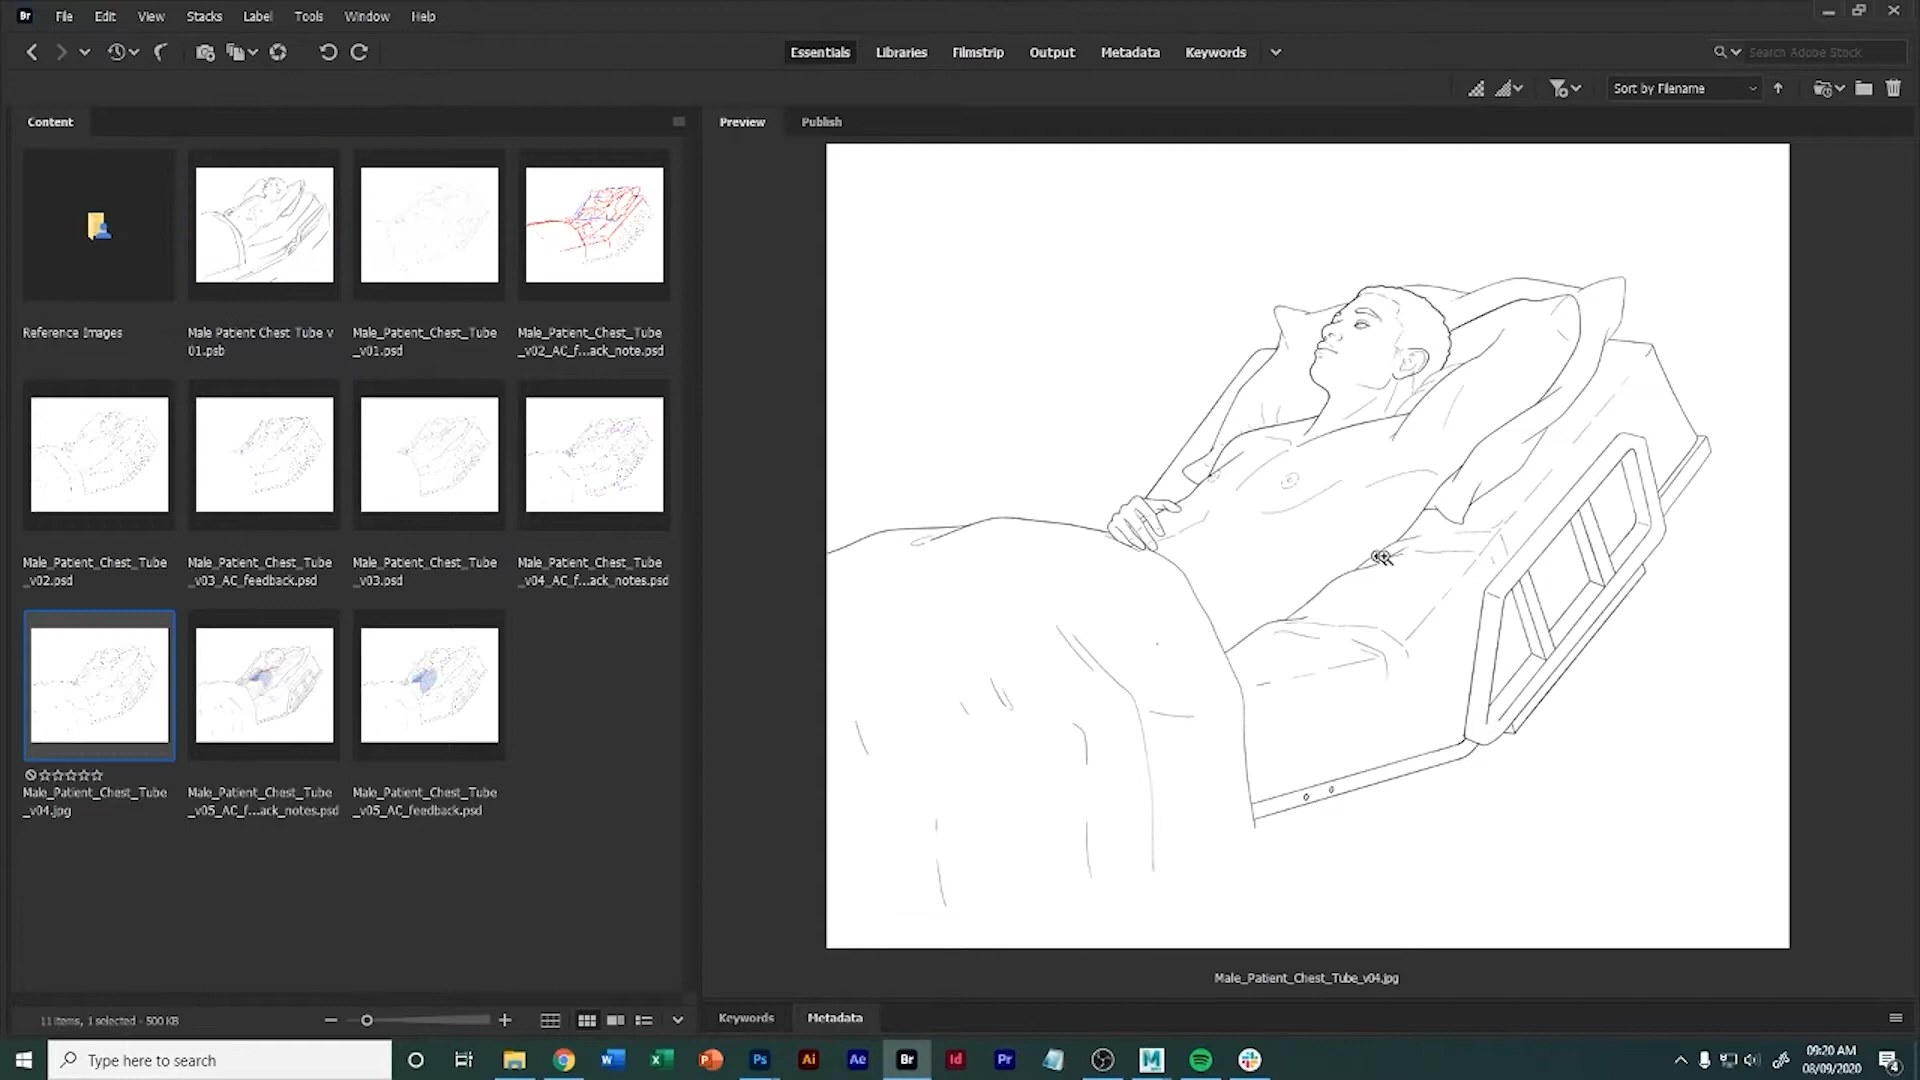 Br File Edit View Stacks Label Tools Window Help
Essentials Libraries Filmstrip Output Metadata Keywords
Search Adobe Stock
Sort by Filename
Content
Preview Publish
Reference Images
Male Patient Chest Tube v
01.psb
Male_Patient_Chest_Tube
_v01.psd
Male_Patient_Chest_Tube
_v02_AC_f...ack_note.psd
Male_Patient_Chest_Tube
_v02.psd
Male_Patient_Chest_Tube
_v03_AC_feedback.psd
Male_Patient_Chest_Tube
_v03.psd
Male_Patient_Chest_Tube
_v04_AC_f...ack_notes.psd
Male_Patient_Chest_Tube
_v04.jpg
Male_Patient_Chest_Tube
_v05_AC_f...ack_notes.psd
Male_Patient_Chest_Tube
_v05_AC_feedback.psd
Male_Patient_Chest_Tube_v04.jpg
11 items, 1 selected - 500 KB
Keywords Metadata
Type here to search
Ps Ai Ae Br Id Pr
09:20 AM
08/09/2020
4